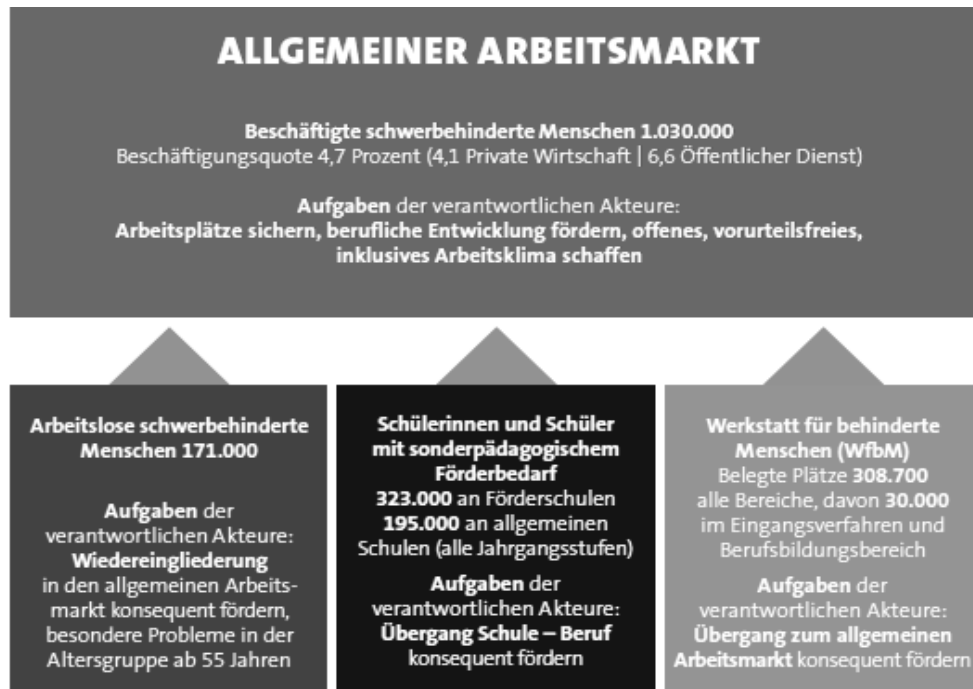 ALLGEMEINER ARBEITSMARKT
Beschäftigte schwerbehinderte Menschen 1.030.000
Beschäftigungsquote 4,7 Prozent (4,1 Private Wirtschaft | 6,6 Öffentlicher Dienst)
Aufgaben der verantwortlichen Akteure:
Arbeitsplätze sichern, berufliche Entwicklung fördern, offenes, vorurteilsfreies,
inklusives Arbeitsklima schaffen
Arbeitslose schwerbehinderte
Menschen 171.000
Aufgaben der
verantwortlichen Akteure:
Wiedereingliederung
in den allgemeinen Arbeits-
markt konsequent fördern,
besondere Probleme in der
Altersgruppe ab 55 Jahren
Schülerinnen und Schüler
mit sonderpädagogischem
Förderbedarf
323.000 an Förderschulen
195.000 an allgemeinen
Schulen (alle Jahrgangsstufen)
Aufgaben der
verantwortlichen Akteure:
Übergang Schule – Beruf
konsequent fördern
Werkstatt für behinderte
Menschen (WfbM)
Belegte Plätze 308.700
alle Bereiche, davon 30.000
im Eingangsverfahren und
Berufsbildungsbereich
Aufgaben der
verantwortlichen Akteure:
Übergang zum allgemeinen
Arbeitsmarkt konsequent fördern